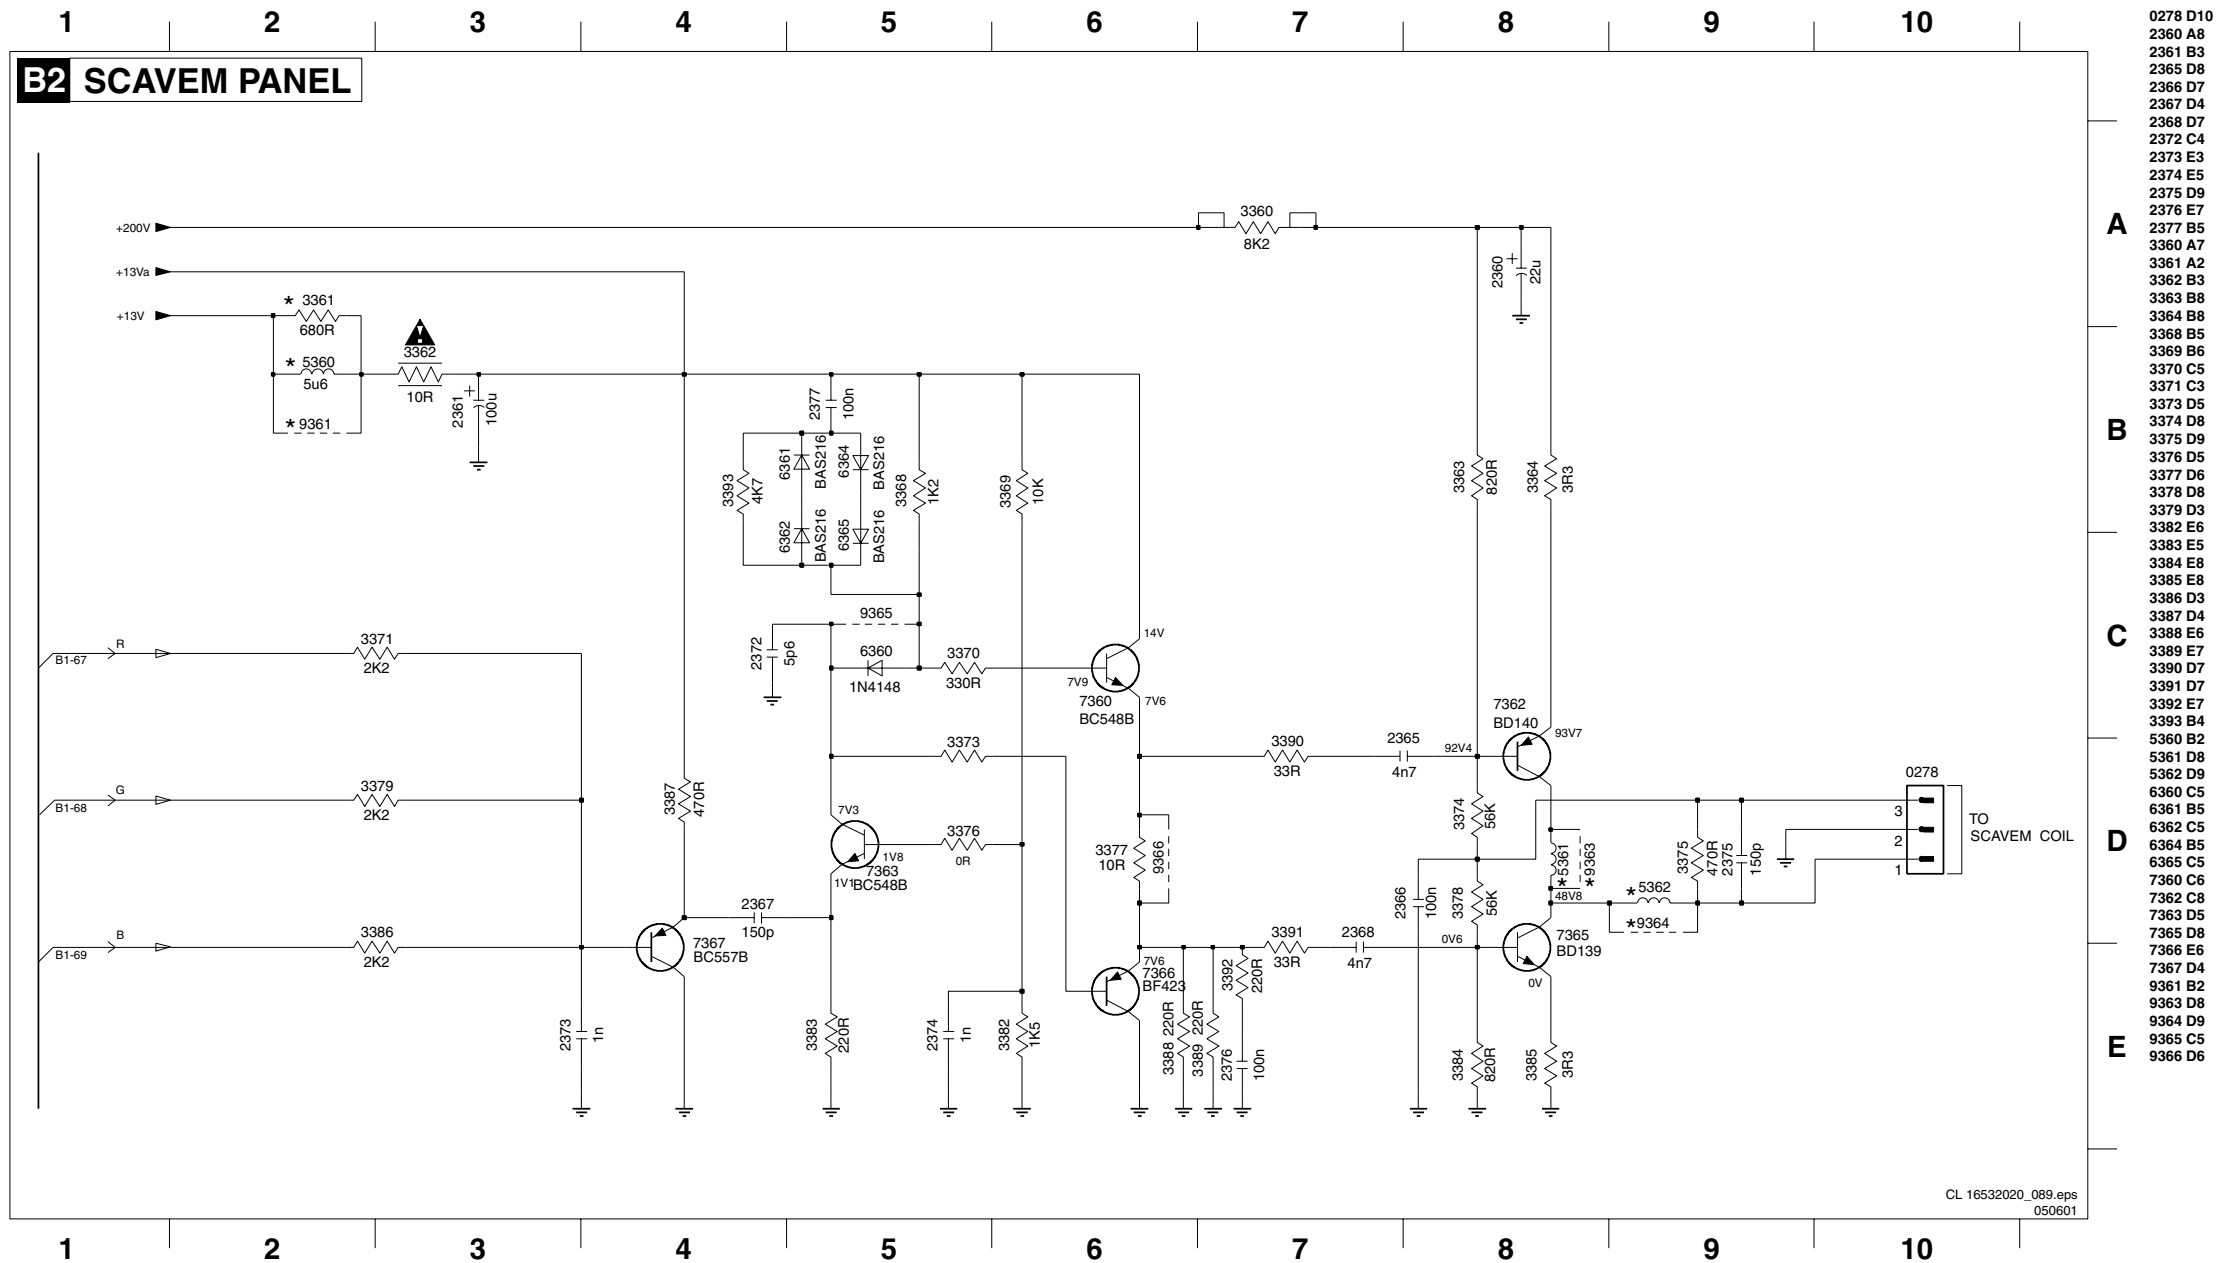 1 2 3 4 5 6 7 8 9 10
B2 SCAVEM PANEL
A
B
C
D
E
+200V
+13Va
+13V
3360
8K2
2360
+
22u
* 3361
680R
* 5360
5u6
* 9361
3362
10R
2361
+
100u
2377
100n
3393
4K7
6361
BAS216
6364
BAS216
6362
BAS216
6365
BAS216
3368
1K2
3369
10K
3363
820R
3364
3R3
R
B1-67
3371
2K2
2372
5p6
9365
6360
1N4148
3370
330R
14V
7V9
7360
BC548B
7V6
7362
BD140
93V7
G
B1-68
3379
2K2
3387
470R
3373
3390
33R
2365
4n7
92V4
7V3
1V8
7363
1V1
BC548B
3376
0R
3377
10R
9366
3374
56K
*5361
*9363
48V8
3375
470R
2375
150p
0278
3
2
1
TO
SCAVEM COIL
B
B1-69
3386
2K2
7367
BC557B
2367
150p
2366
100n
3378
56K
*5362
*9364
3391
33R
2368
4n7
0V6
7365
BD139
0V
7V6
7366
BF423
2373
1n
3383
220R
2374
1n
3382
1K5
3388 220R
3389 220R
3392
220R
2376
100n
3384
820R
3385
3R3
CL 16532020_089.eps
050601
1 2 3 4 5 6 7 8 9 10
0278 D10
2360 A8
2361 B3
2365 D8
2366 D7
2367 D4
2368 D7
2372 C4
2373 E3
2374 E5
2375 D9
2376 E7
2377 B5
3360 A7
3361 A2
3362 B3
3363 B8
3364 B8
3368 B5
3369 B6
3370 C5
3371 C3
3373 D5
3374 D8
3375 D9
3376 D5
3377 D6
3378 D8
3379 D3
3382 E6
3383 E5
3384 E8
3385 E8
3386 D3
3387 D4
3388 E6
3389 E7
3390 D7
3391 D7
3392 E7
3393 B4
5360 B2
5361 D8
5362 D9
6360 C5
6361 B5
6362 C5
6364 B5
6365 C5
7360 C6
7362 C8
7363 D5
7365 D8
7366 E6
7367 D4
9361 B2
9363 D8
9364 D9
9365 C5
9366 D6